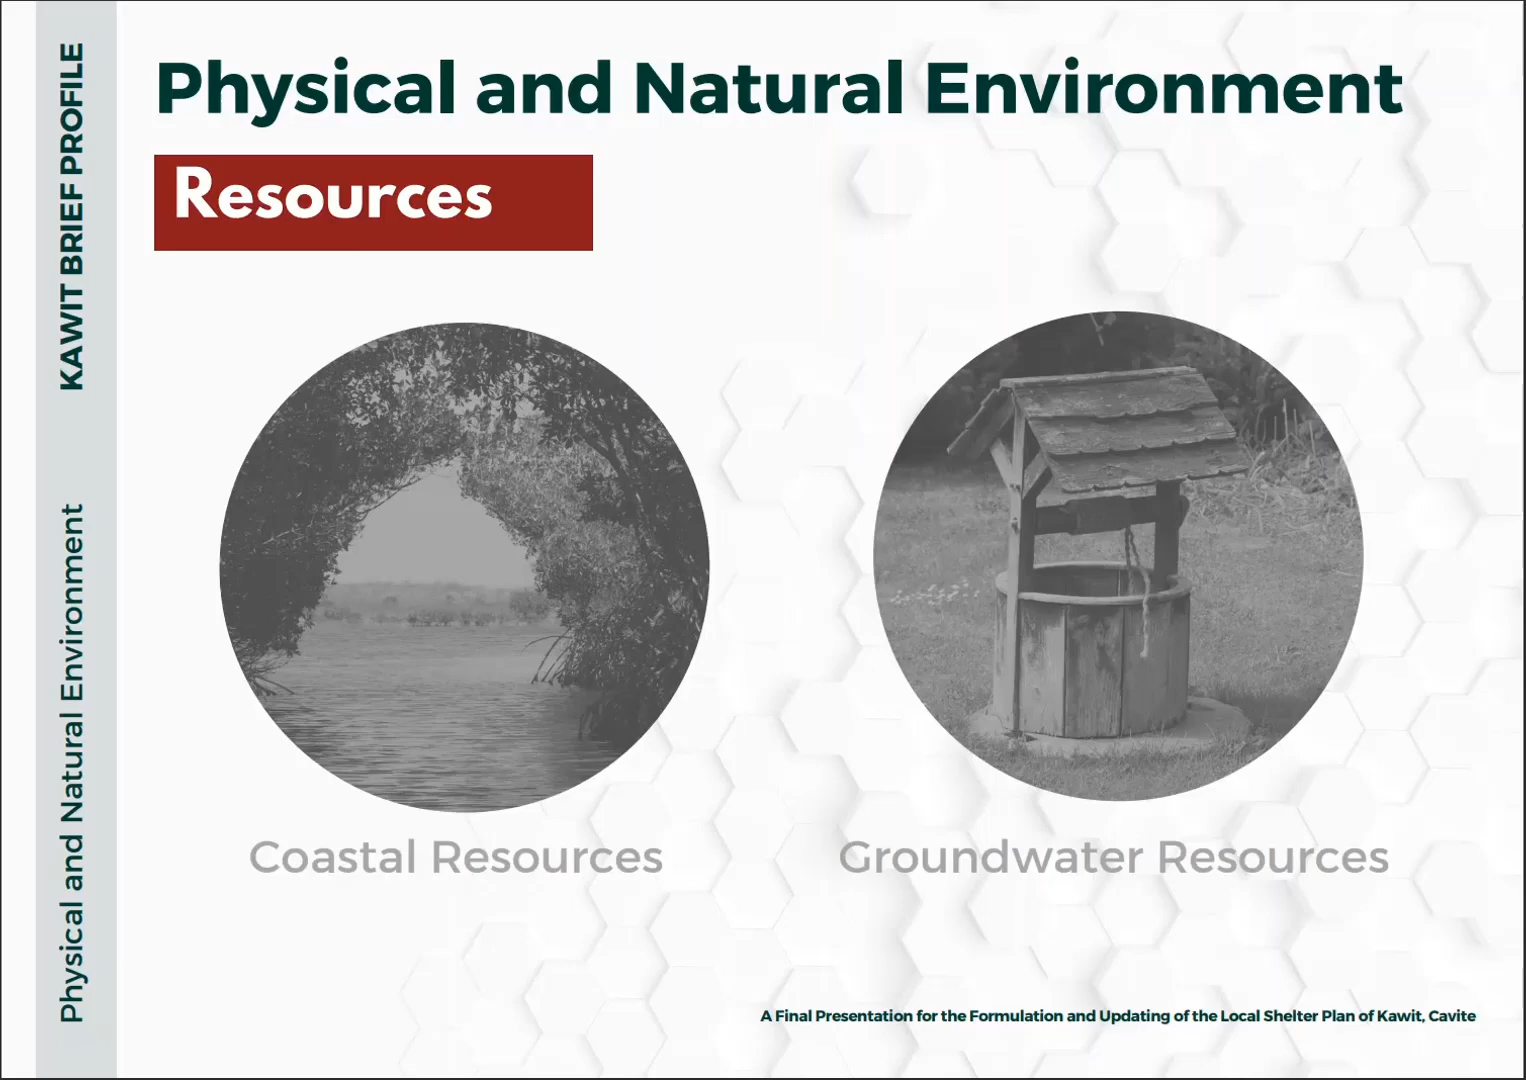 KAWIT BRIEF PROFILE
Physical and Natural Environment
Physical and Natural Environment
Resources
Coastal Resources
Groundwater Resources
A Final Presentation for the Formulation and Updating of the Local Shelter Plan of Kawit, Cavite